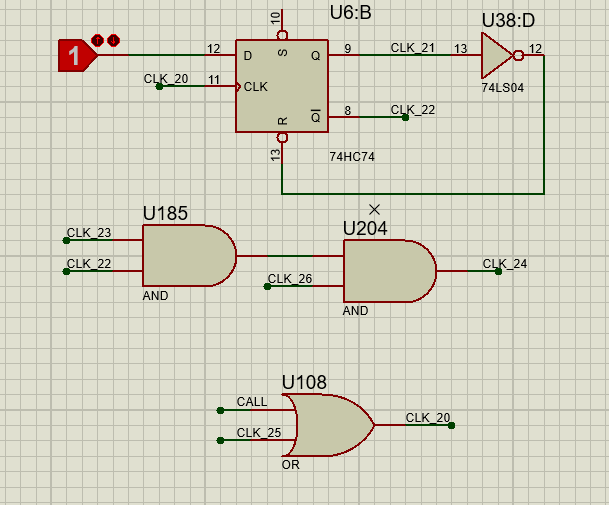 U6:B
U38:D
10
1
12
D
S
Q
9
CLK_21
13
12
CLK_20
11
CLK
R
Q
8
CLK_22
74LS04
13
74HC74
U185
U204
CLK_23
CLK_22
CLK_26
CLK_24
AND
AND
U108
CALL
CLK_25
CLK_20
OR